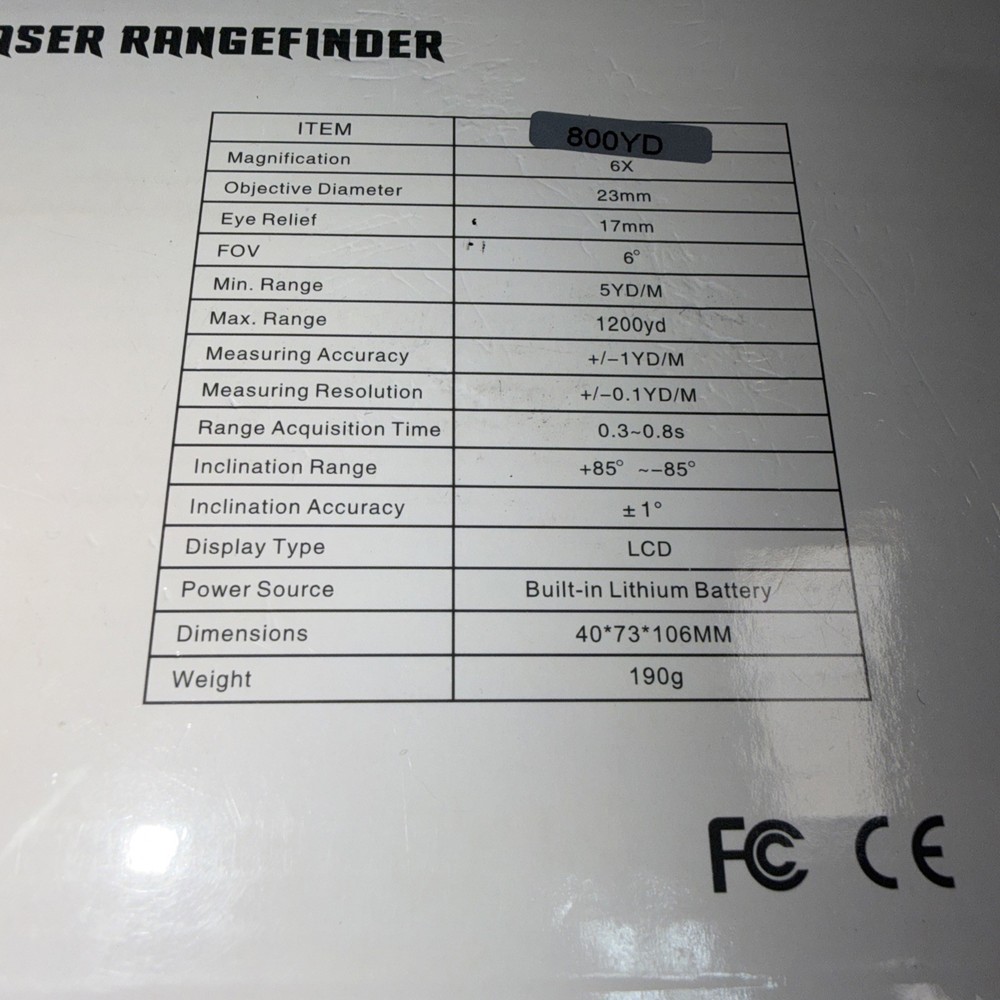 ASER RANGEFINDER
ITEM 800YD
Magnification 6X
Objective Diameter 23mm
Eye Relief 17mm
FOV 6°
Min. Range 5YD/M
Max. Range 1200yd
Measuring Accuracy +/-1YD/M
Measuring Resolution +/-0.1YD/M
Range Acquisition Time 0.3~0.8s
Inclination Range +85° ~-85°
Inclination Accuracy ±1°
Display Type LCD
Power Source Built-in Lithium Battery
Dimensions 40*73*106MM
Weight 190g
FC CE